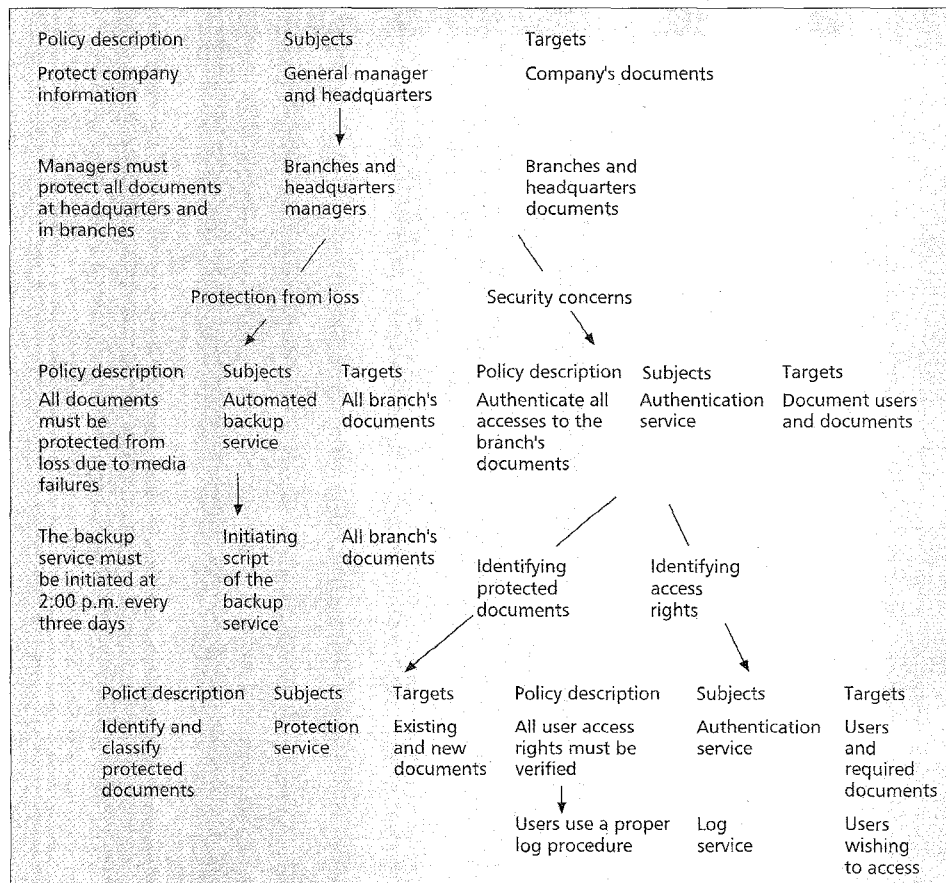 Policy description Subjects Targets
Protect company General manager Company's documents
information and headquarters
Managers must Branches and Branches and
protect all documents headquarters headquarters
at headquarters and managers documents
in branches
Protection from loss Security concerns
Policy description Subjects Targets Policy description Subjects Targets
All documents Automated All branch's Authenticate all Authentication Document users
must be backup documents accesses to the service and documents
protected from service branch's
loss due to media documents
failures
The backup Initiating All branch's
service must script documents Identifying Identifying
be initiated at of the protected access
2:00 p.m. every backup documents rights
three days service
Polict description Subjects Targets Policy description Subjects Targets
Identify and Protection Existing All user access Authentication Users
classify service and new rights must be service and
protected documents verified required
documents documents
Users use a proper Log Users
log procedure service wishing
to access